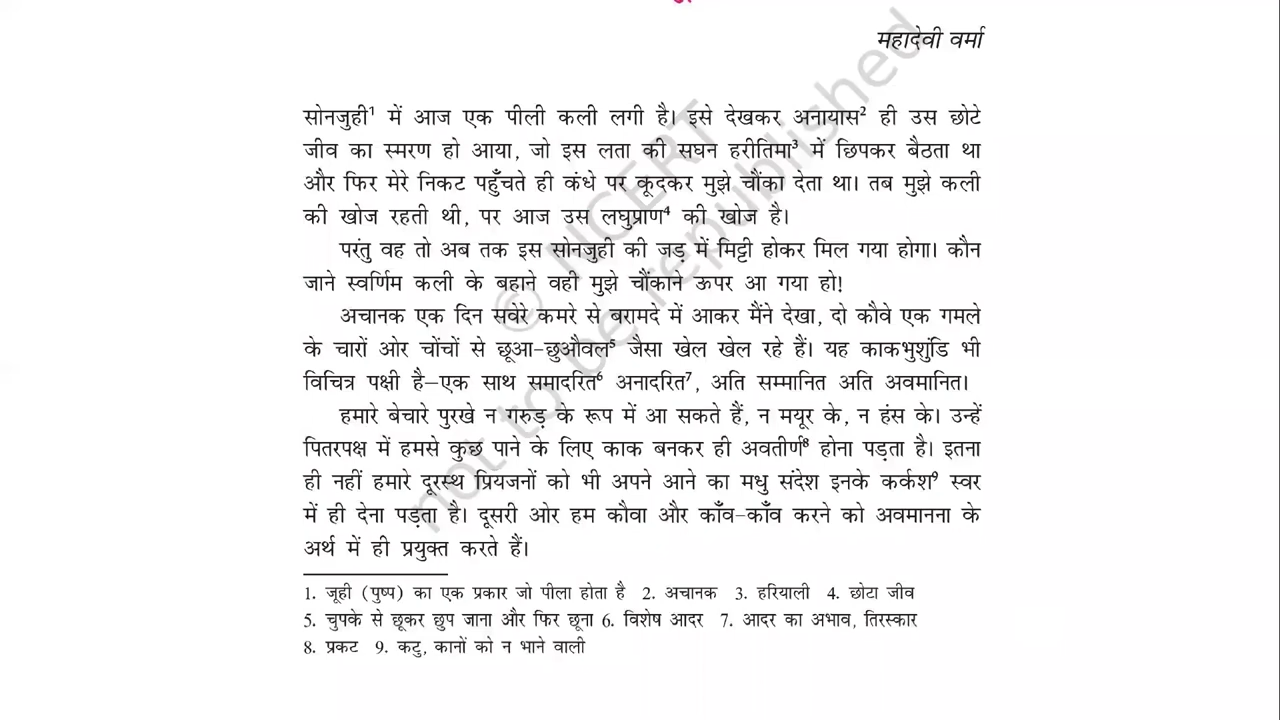 महादेवी वर्मा
सोनजुही¹ में आज एक पीली कली लगी है। इसे देखकर अनायास² ही उस छोटे
जीव का स्मरण हो आया, जो इस लता की सघन हरीतिमा³ में छिपकर बैठता था
और फिर मेरे निकट पहुँचते ही कंधे पर कूदकर मुझे चौंका देता था। तब मुझे कली
की खोज रहती थी, पर आज उस लघुप्राण⁴ की खोज है।
परंतु वह तो अब तक इस सोनजुही की जड़ में मिट्टी होकर मिल गया होगा। कौन
जाने स्वर्णिम कली के बहाने वही मुझे चौंकाने ऊपर आ गया हो!
अचानक एक दिन सवेरे कमरे से बरामदे में आकर मैंने देखा, दो कौवे एक गमले
के चारों ओर चोंचों से छूआ-छुऔवल⁵ जैसा खेल खेल रहे हैं। यह काकभुशुंडि भी
विचित्र पक्षी है—एक साथ समादरित⁶ अनादरित⁷, अति सम्मानित अति अवमानित।
हमारे बेचारे पुरखे न गरुड़ के रूप में आ सकते हैं, न मयूर के, न हंस के। उन्हें
पितरपक्ष में हमसे कुछ पाने के लिए काक बनकर ही अवतीर्ण⁸ होना पड़ता है। इतना
ही नहीं हमारे दूरस्थ प्रियजनों को भी अपने आने का मधु संदेश इनके कर्कश⁹ स्वर
में ही देना पड़ता है। दूसरी ओर हम कौवा और काँव-काँव करने को अवमानना के
अर्थ में ही प्रयुक्त करते हैं।
1. जूही (पुष्प) का एक प्रकार जो पीला होता है 2. अचानक 3. हरियाली 4. छोटा जीव
5. चुपके से छूकर छुप जाना और फिर छूना 6. विशेष आदर 7. आदर का अभाव, तिरस्कार
8. प्रकट 9. कटु, कानों को न भाने वाली
© NCERT
not to be republished